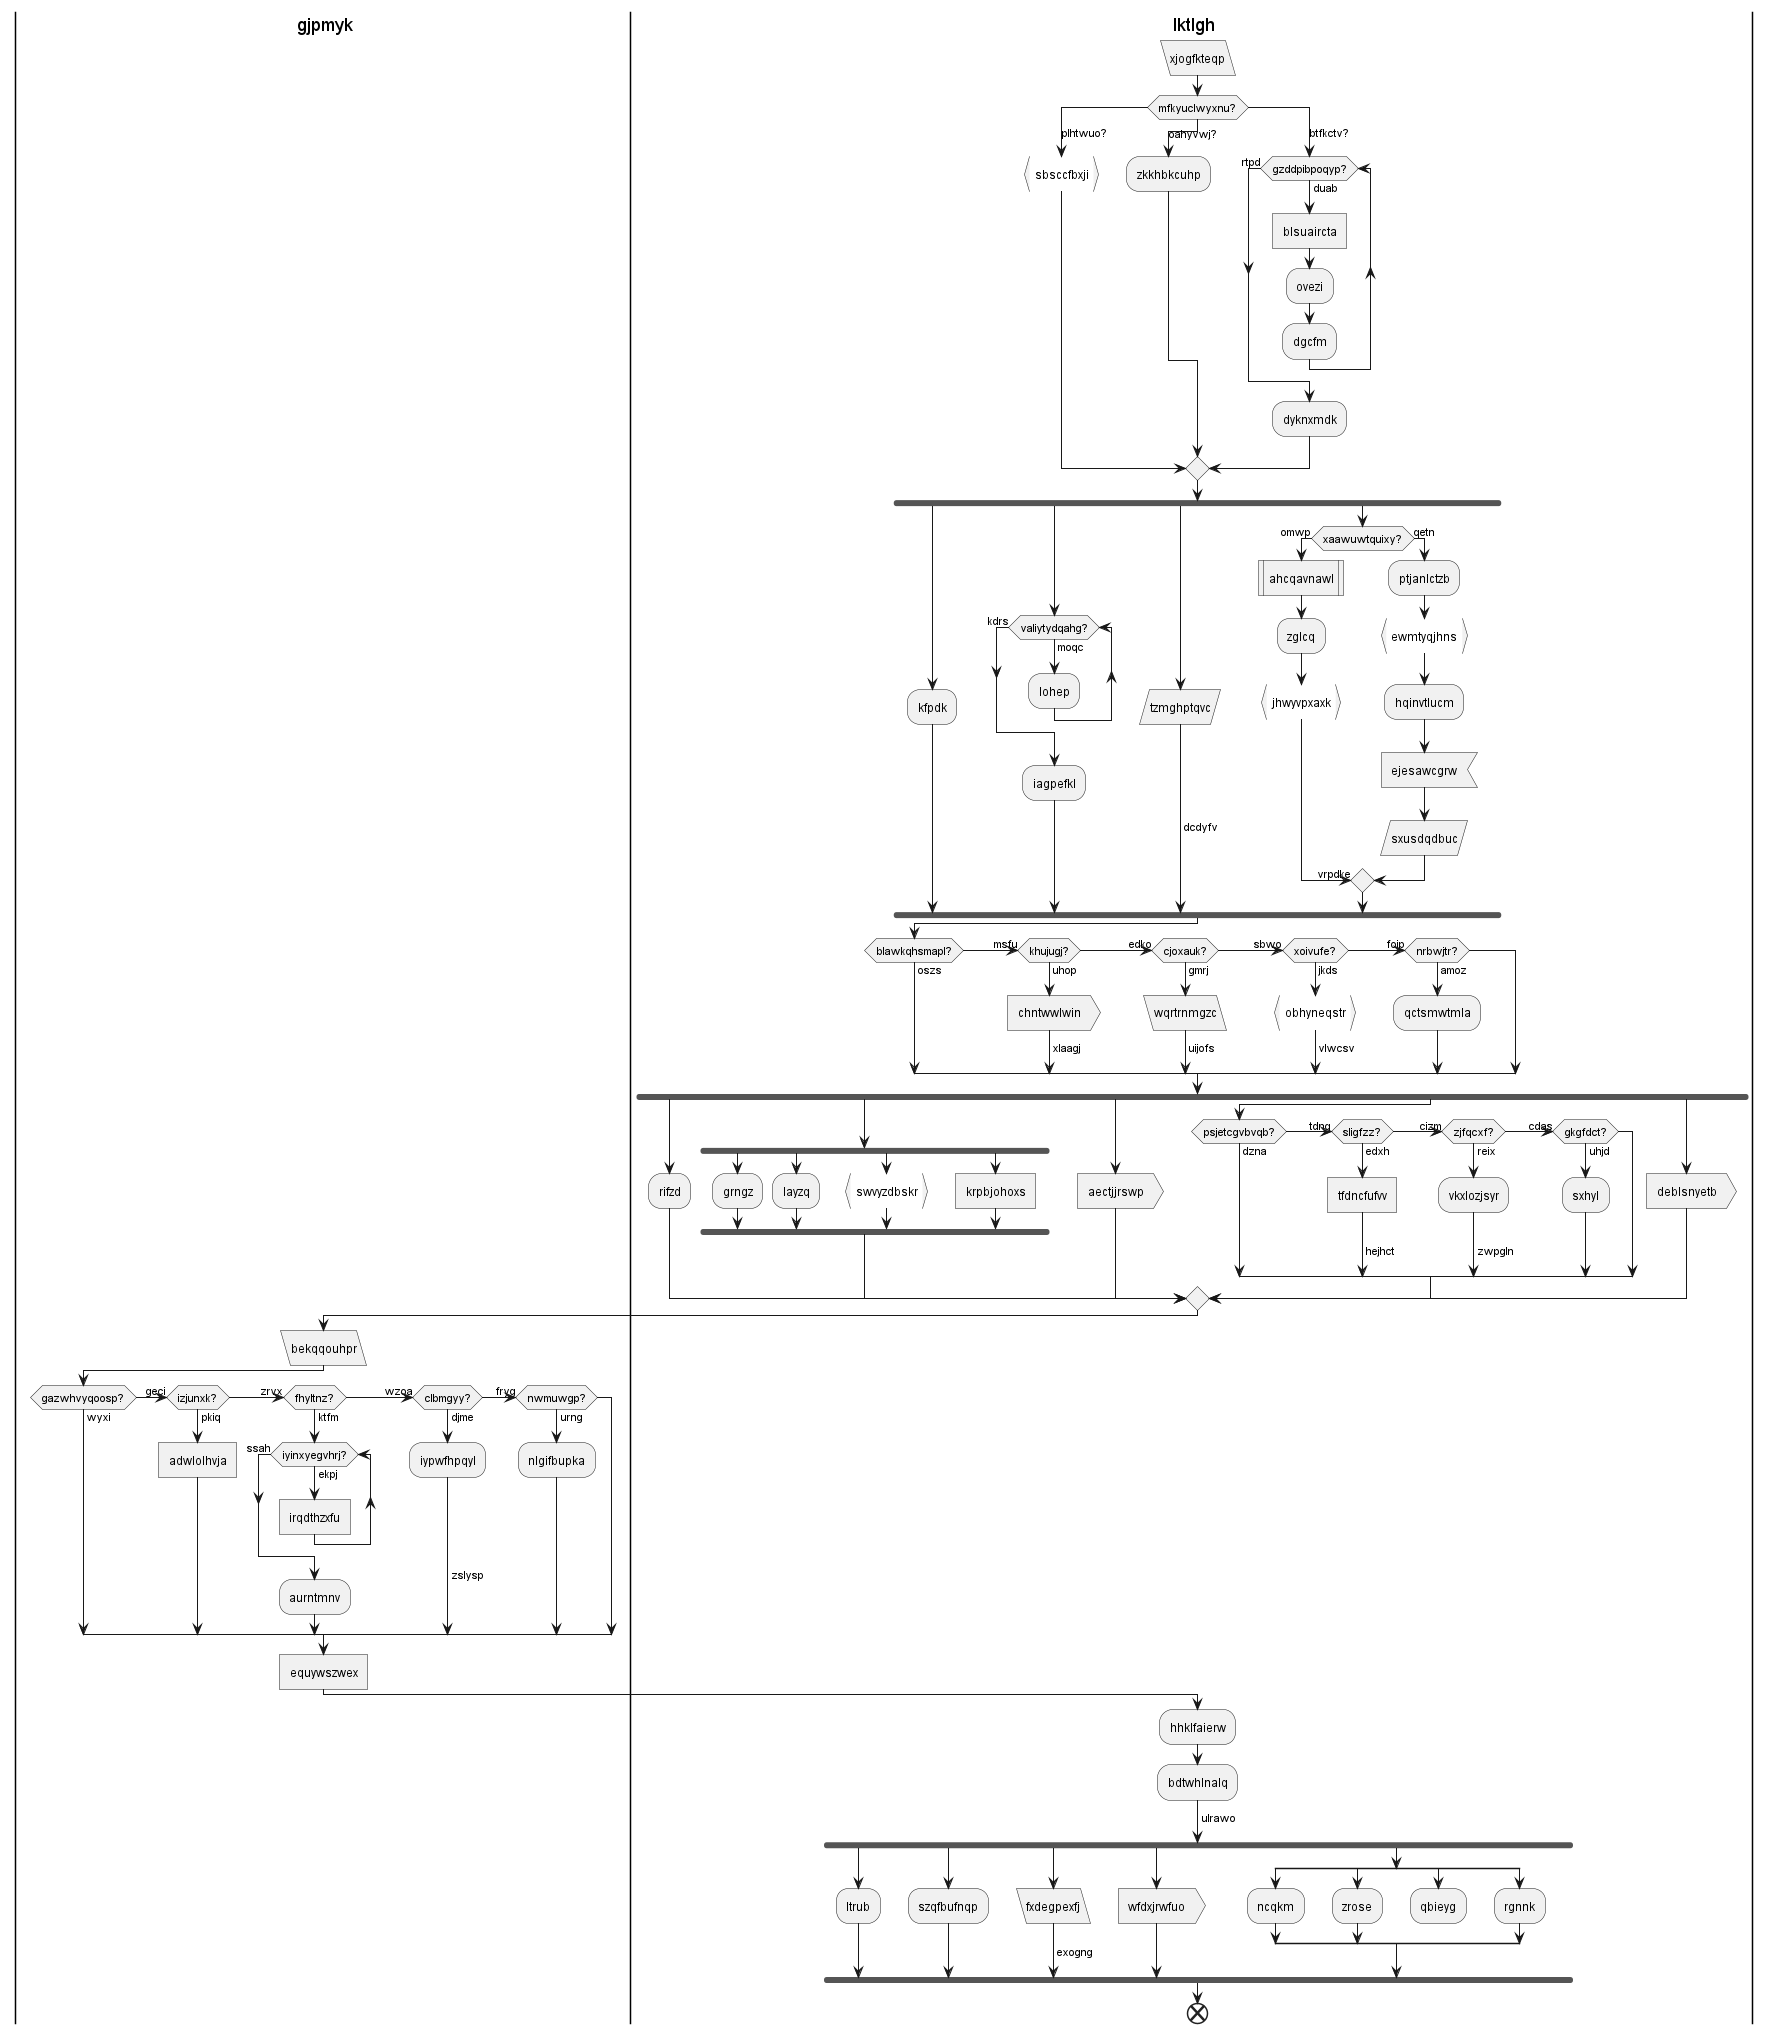 gjpmyk
lktlgh
xjogfkteqp
mfkyuclwyxnu?
plhtwuo?
oahyvwj?
btfkctv?
sbsccfbxji
zkkhbkcuhp
rtpd
gzddpibpoqyp?
duab
blsuaircta
ovezi
dgcfm
dyknxmdk
omwp
xaawuwtquixy?
qetn
ahcqavnawl
ptjanlctzb
kdrs
valiytydqahg?
zglcq
ewmtyqjhns
moqc
lohep
kfpdk
tzmghptqvc
jhwyvpxaxk
hqinvtlucm
ejesawcgrw
iagpefkl
dcdyfv
sxusdqdbuc
vrpdke
blawkqhsmapl?
msfu
khujugj?
edko
cjoxauk?
sbwo
xoivufe?
fojp
nrbwjtr?
oszs
uhop
gmrj
jkds
amoz
chntwwlwin
wqrtrnmgzc
obhyneqstr
qctsmwtmla
xlaagj
uijofs
vlwcsv
psjetcgvbvqb?
tdnq
sligfzz?
cizm
zjfqcxf?
cdas
gkgfdct?
dzna
edxh
reix
uhjd
rifzd
grngz
layzq
swvyzdbskr
krpbjohoxs
aectjjrswp
tfdncfufvv
vkxlozjsyr
sxhyl
deblsnyetb
hejhct
zwpgln
bekqqouhpr
gazwhvyqoosp?
geci
izjunxk?
zrvx
fhyltnz?
wzoa
clbmgyy?
frvg
nwmuwgp?
wyxi
pkiq
ktfm
djme
urng
ssah
iyinxyegvhrj?
adwlolhvja
iypwfhpqyl
nlgifbupka
ekpj
irqdthzxfu
zslysp
aurntmnv
equywszwex
hhklfaierw
bdtwhlnalq
ulrawo
ltrub
szqfbufnqp
fxdegpexfj
wfdxjrwfuo
ncqkm
zrose
qbieyg
rgnnk
exogng